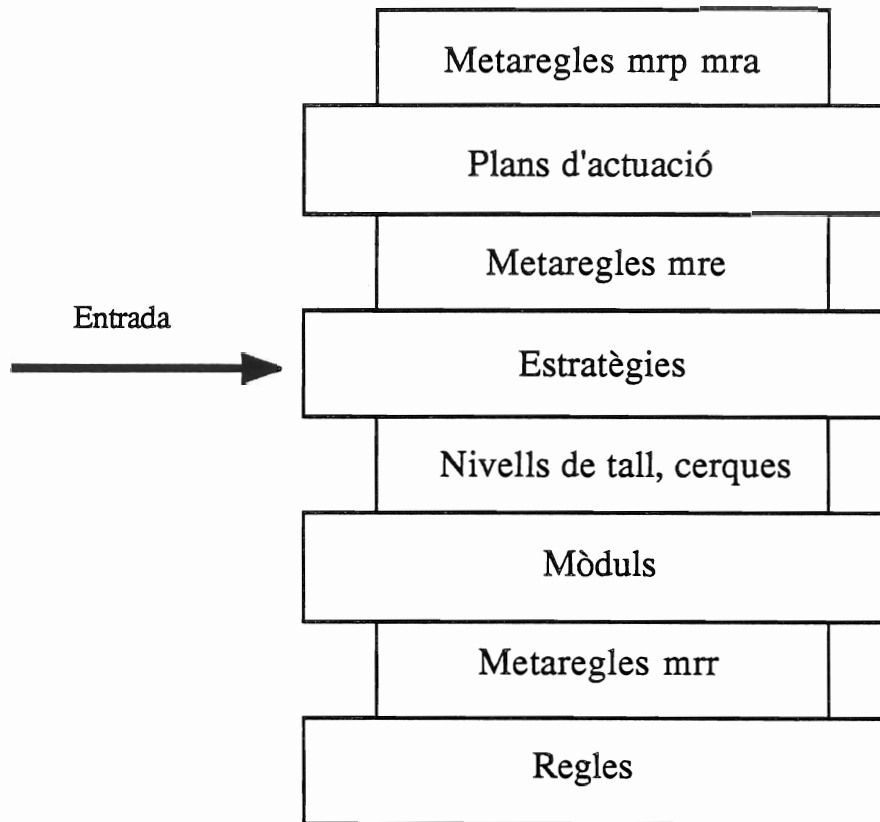 Metaregles mrp mra
Plans d'actuació
Metaregles mre
Entrada
Estratègies
Nivells de tall, cerques
Mòduls
Metaregles mrr
Regles